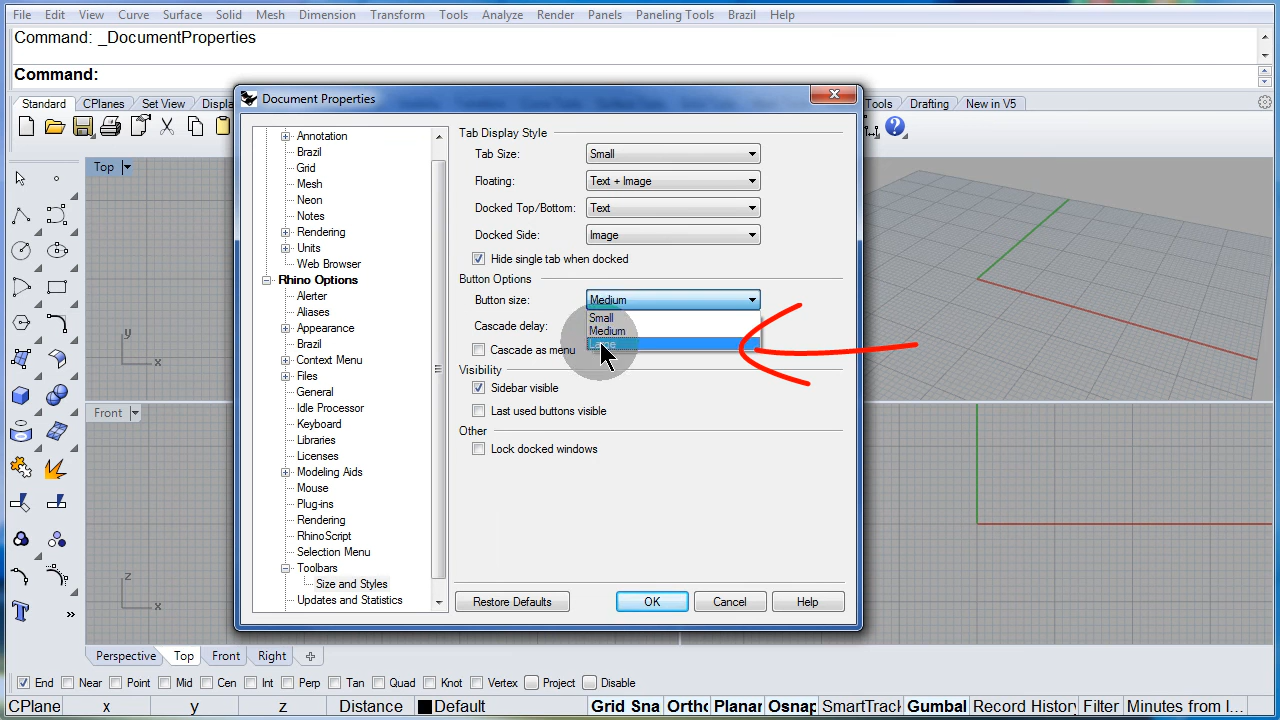 File Edit View Curve Surface Solid Mesh Dimension Transform Tools Analyze Render Panels Paneling Tools Brazil Help
Command: _DocumentProperties
Command:
Standard CPlanes Set View Displa Tools Drafting New in V5
Document Properties
Annotation
Brazil
Grid
Mesh
Neon
Notes
Rendering
Units
Web Browser
Rhino Options
Alerter
Aliases
Appearance
Brazil
Context Menu
Files
General
Idle Processor
Keyboard
Libraries
Licenses
Modeling Aids
Mouse
Plug-ins
Rendering
RhinoScript
Selection Menu
Toolbars
Size and Styles
Updates and Statistics
Tab Display Style
Tab Size: Small
Floating: Text + Image
Docked Top/Bottom: Text
Docked Side: Image
Hide single tab when docked
Button Options
Button size: Medium
Small
Medium
Large
Cascade delay:
Cascade as menu
Visibility
Sidebar visible
Last used buttons visible
Other
Lock docked windows
Restore Defaults OK Cancel Help
Top
y
x
Front
z
x
Perspective Top Front Right
End Near Point Mid Cen Int Perp Tan Quad Knot Vertex Project Disable
CPlane x y z Distance Default Grid Sna Ortho Planar Osnap SmartTrack Gumbal Record History Filter Minutes from l...